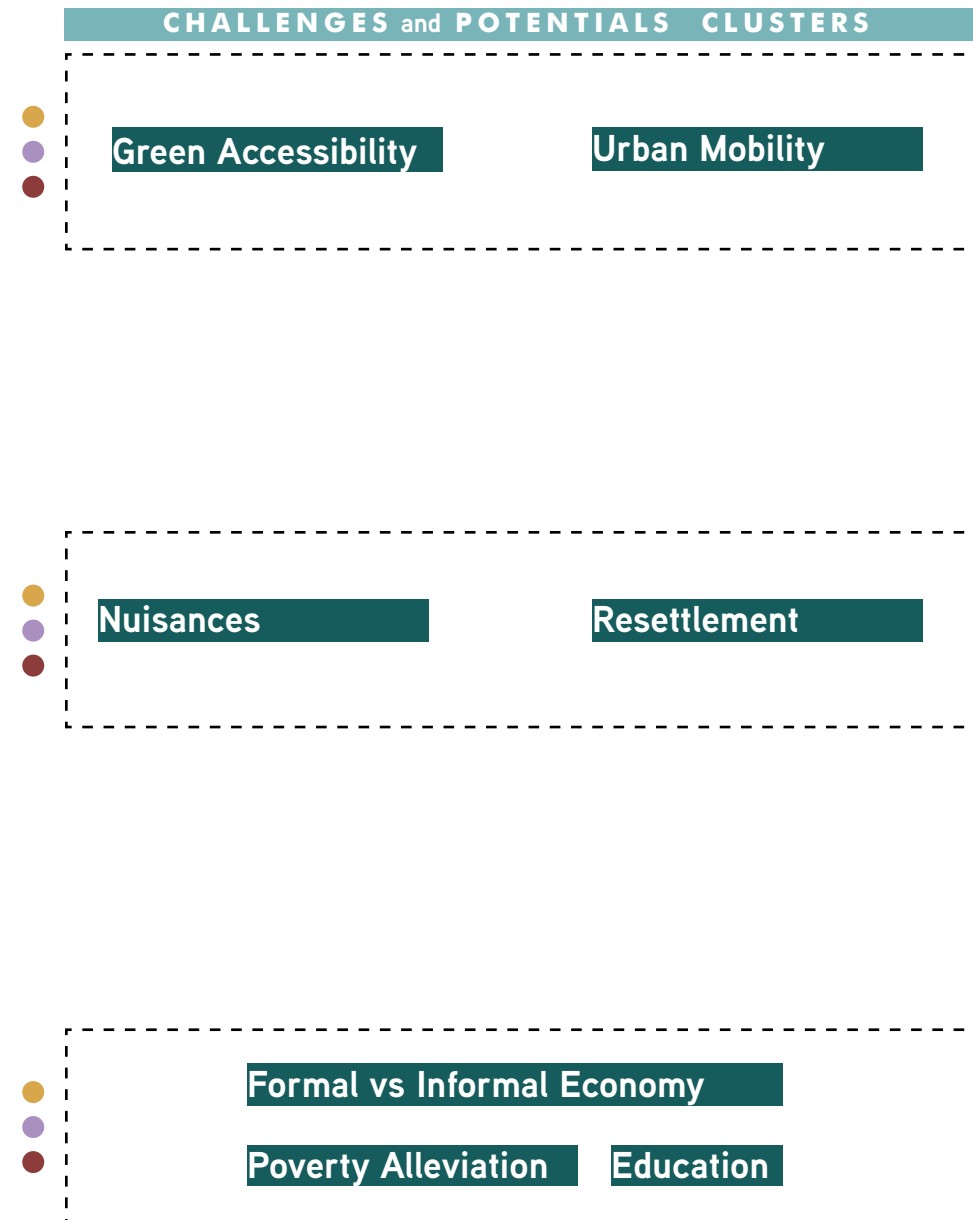 CHALLENGES and POTENTIALS CLUSTERS
Green Accessibility
Urban Mobility
Nuisances
Resettlement
Formal vs Informal Economy
Poverty Alleviation
Education